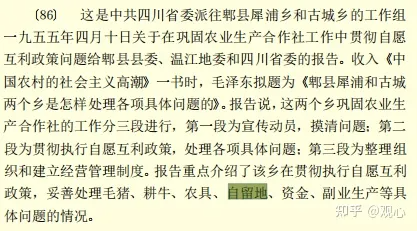 (86) 这是中共四川省委派往郫县犀浦乡和古城乡的工作组
一九五五年四月十日关于在巩固农业生产合作社工作中贯彻自愿
互利政策问题给郫县县委、温江地委和四川省委的报告。收入《中
国农村的社会主义高潮》一书时，毛泽东拟题为《郫县犀浦和古城
两个乡是怎样处理各项具体问题的》。报告说，这两个乡巩固农业生
产合作社的工作分三段进行，第一段为宣传动员，摸清问题；第二
段为贯彻执行自愿互利政策，处理各项具体问题；第三段为整理组
织和建立经营管理制度。报告重点介绍了该乡在贯彻执行自愿互利
政策，妥善处理毛猪、耕牛、农具、自留地、资金、副业生产等具
体问题的情况。
知乎 @观心